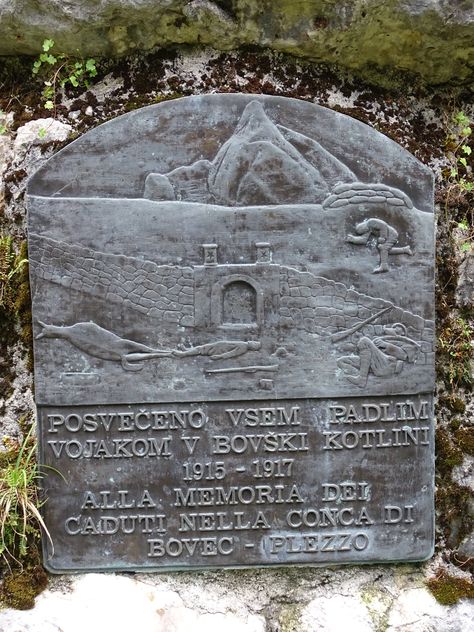 POSVEČENO VSEM PADLIM
VOJAKOM V BOVŠKI KOTLINI
1915 - 1917
ALLA MEMORIA DEI
CADUTI NELLA CONCA DI
BOVEC - PLEZZO